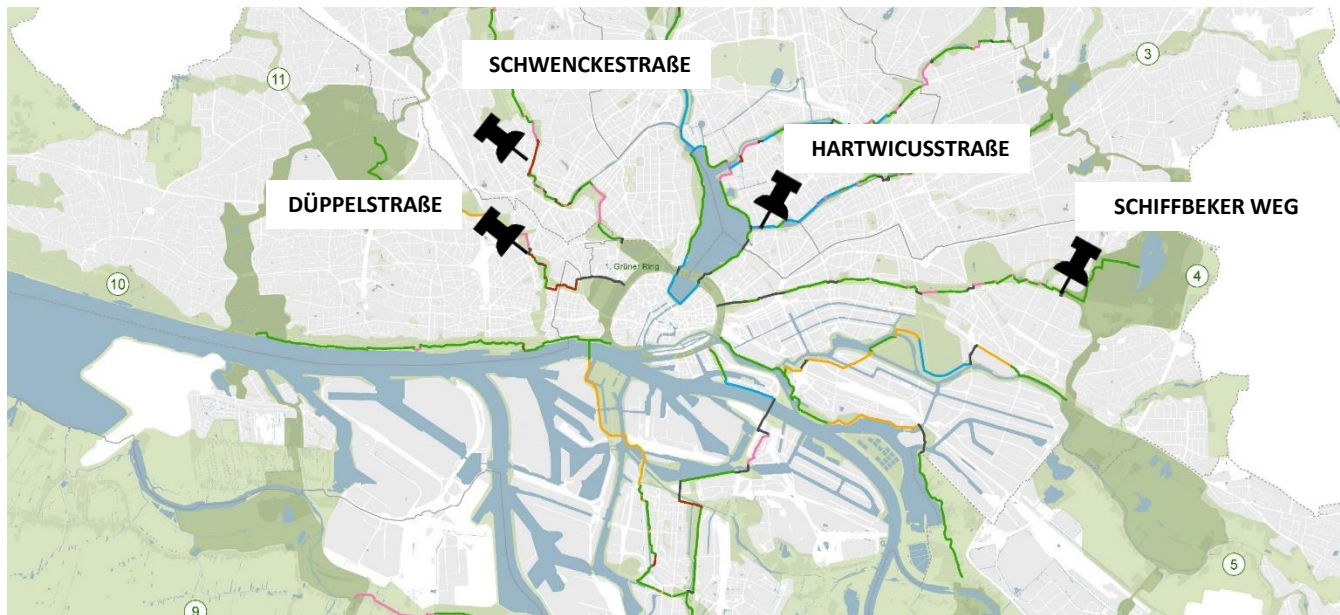 SCHWENCKESTRAßE
11
3
HARTWICUSSTRAßE
DÜPPELSTRAßE
SCHIFFBEKER WEG
1. Grüner Ring
4
10
5
9